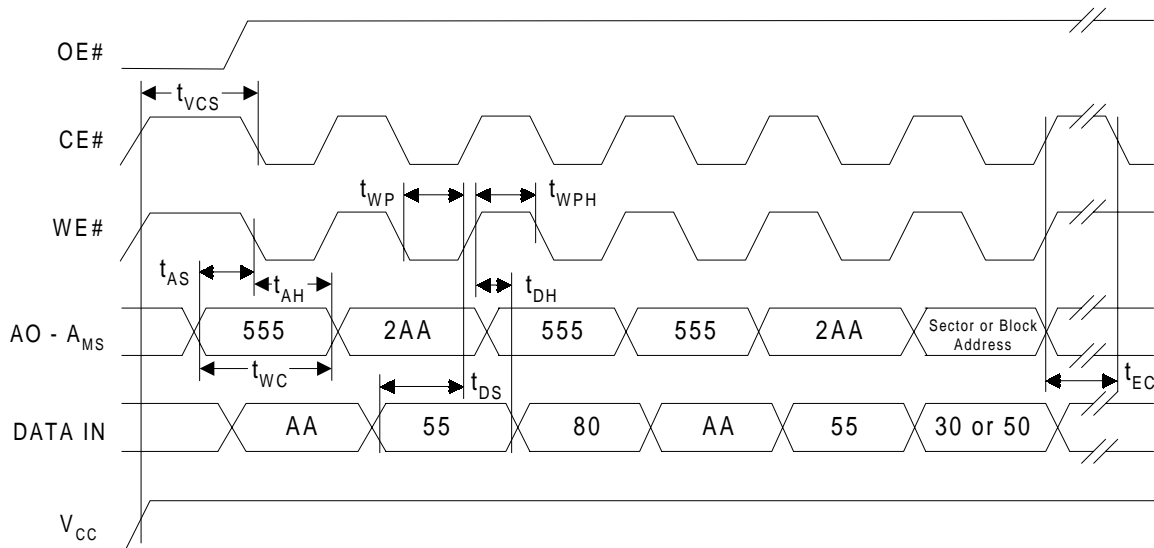 OE#
t_VCS
CE#
t_WP t_WPH
WE#
t_AS t_AH t_DH
AO - A_MS 555 2AA 555 555 2AA Sector or Block Address
t_WC t_DS t_EC
DATA IN AA 55 80 AA 55 30 or 50
V_CC